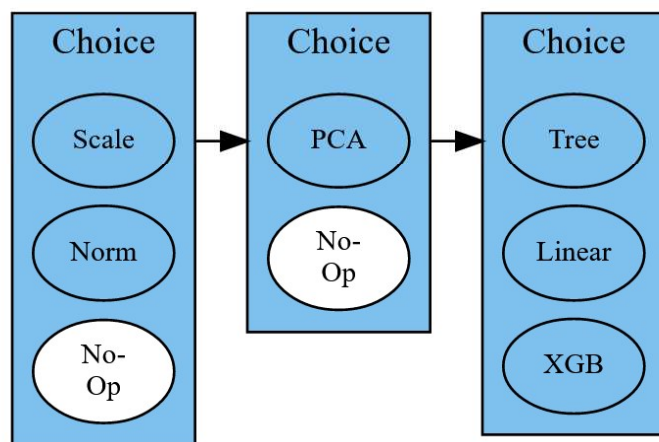 Choice
Scale
Norm
No-
Op
Choice
PCA
No-
Op
Choice
Tree
Linear
XGB